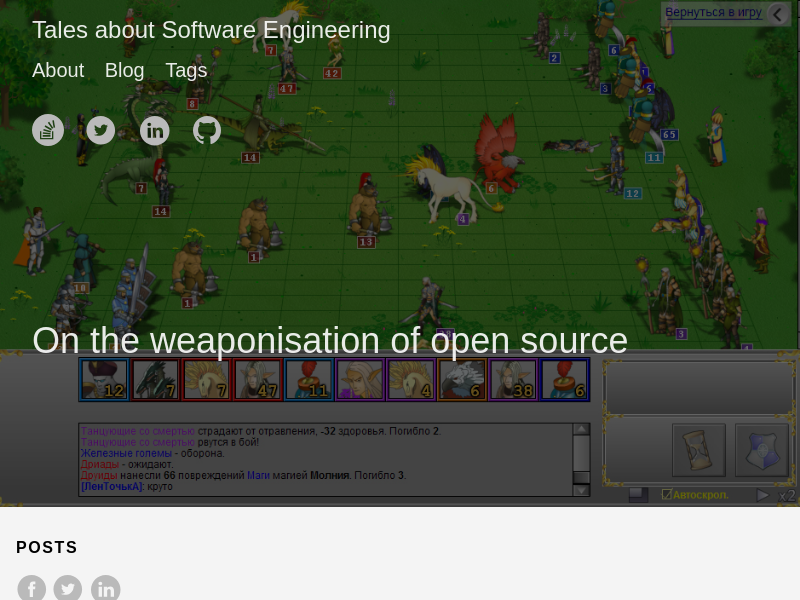 Tales about Software Engineering
Вернуться в игру
About Blog Tags
On the weaponisation of open source
12 7 7 47 11 4 6 38 6
Танцующие со смертью страдают от отравления, -32 здоровья. Погибло 2.
Танцующие со смертью рвутся в бой!
Железные големы - оборона.
Дриады - ожидают.
Друиды нанесли 66 повреждений Маги магией Молния. Погибло 3.
[ЛенТочькА]: круто
Автоскрол.
x2
POSTS